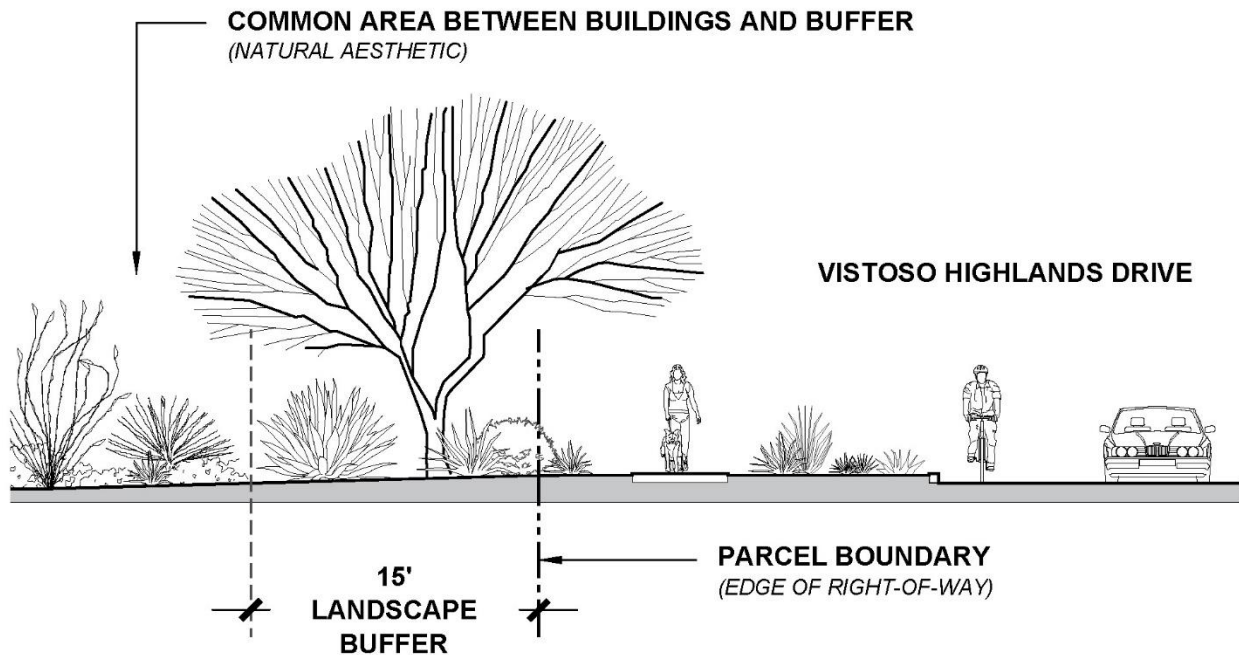 COMMON AREA BETWEEN BUILDINGS AND BUFFER
(NATURAL AESTHETIC)
VISTOSO HIGHLANDS DRIVE
PARCEL BOUNDARY
(EDGE OF RIGHT-OF-WAY)
15'
LANDSCAPE
BUFFER